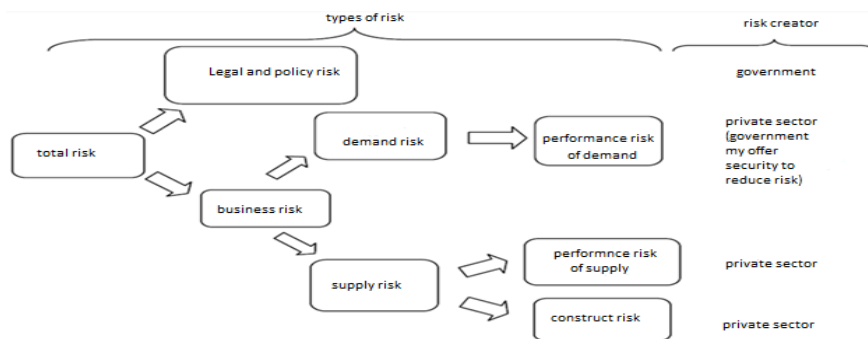 types of risk
risk creator
Legal and policy risk
government
total risk
demand risk
performance risk
of demand
private sector
(government
my offer
security to
reduce risk)
business risk
supply risk
performnce risk
of supply
private sector
construct risk
private sector